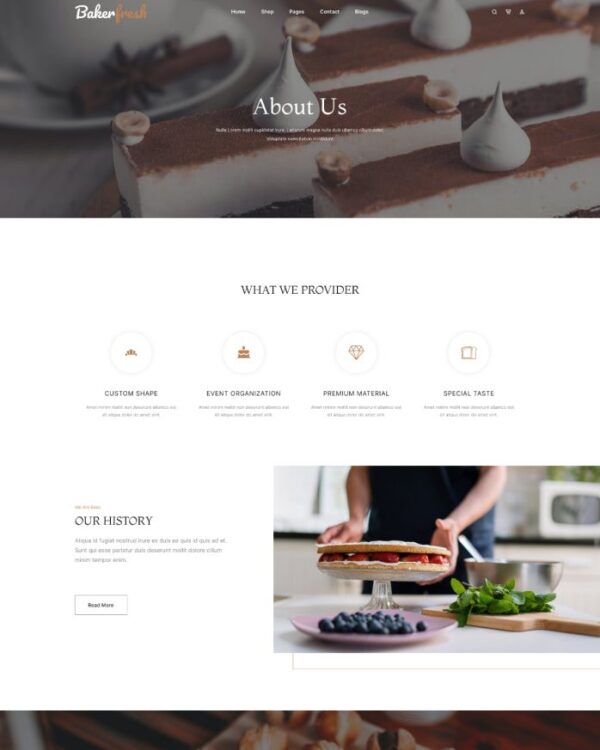 Bakerfresh
Home Shop Pages Contact Blogs
About Us
Nulla Lorem mollit cupidatat irure. Laborum magna nulla duis ullamco cillum dolor.
Voluptate exercitation incididunt
WHAT WE PROVIDER
CUSTOM SHAPE
Amet minim mollit non deserunt ullamco est
sit aliqua dolor do amet sint.
EVENT ORGANIZATION
Amet minim mollit non deserunt ullamco est
sit aliqua dolor do amet sint.
PREMIUM MATERIAL
Amet minim mollit non deserunt ullamco est
sit aliqua dolor do amet sint.
SPECIAL TASTE
Amet minim mollit non deserunt ullamco est
sit aliqua dolor do amet sint.
We Are Essa
OUR HISTORY
Aliqua id fugiat nostrud irure ex duis ea quis id quis ad et.
Sunt qui esse pariatur duis deserunt mollit dolore cillum
minim tempor enim.
Read More